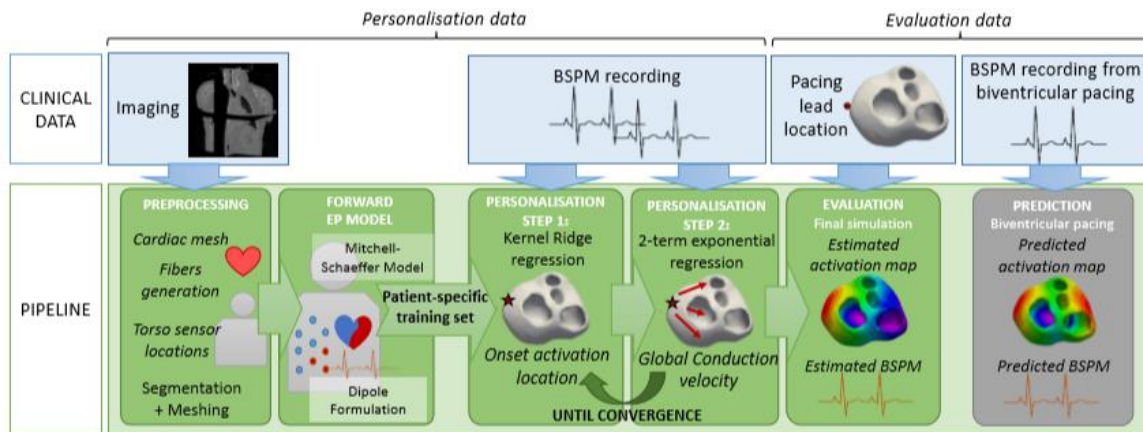 Personalisation data
Evaluation data
CLINICAL
DATA
Imaging
BSPM recording
Pacing
lead
location
BSPM recording from
biventricular pacing
PIPELINE
PREPROCESSING
Cardiac mesh
Fibers
generation
Torso sensor
locations
Segmentation
+ Meshing
FORWARD
EP MODEL
Mitchell-
Schaeffer Model
Dipole
Formulation
Patient-specific
training set
PERSONALISATION
STEP 1:
Kernel Ridge
regression
Onset activation
location
PERSONALISATION
STEP 2:
2-term exponential
regression
Global Conduction
velocity
UNTIL CONVERGENCE
EVALUATION
Final simulation
Estimated
activation map
Estimated BSPM
PREDICTION
Biventricular pacing
Predicted
activation map
Predicted BSPM